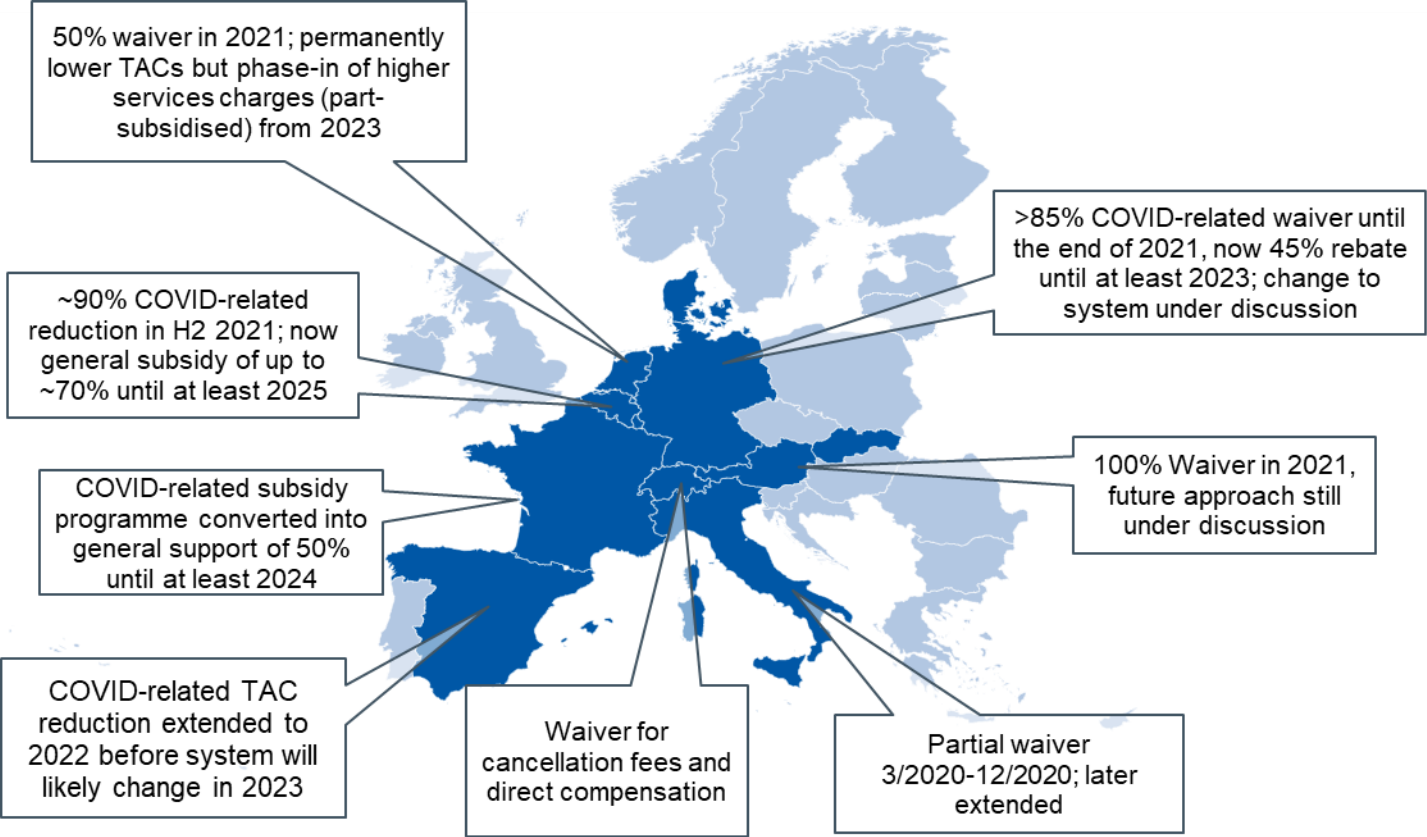 50% waiver in 2021; permanently
lower TACs but phase-in of higher
services charges (part-
subsidised) from 2023
>85% COVID-related waiver until
the end of 2021, now 45% rebate
until at least 2023; change to
system under discussion
~90% COVID-related
reduction in H2 2021; now
general subsidy of up to
~70% until at least 2025
100% Waiver in 2021,
future approach still
under discussion
COVID-related subsidy
programme converted into
general support of 50%
until at least 2024
COVID-related TAC
reduction extended to
2022 before system will
likely change in 2023
Waiver for
cancellation fees and
direct compensation
Partial waiver
3/2020-12/2020; later
extended